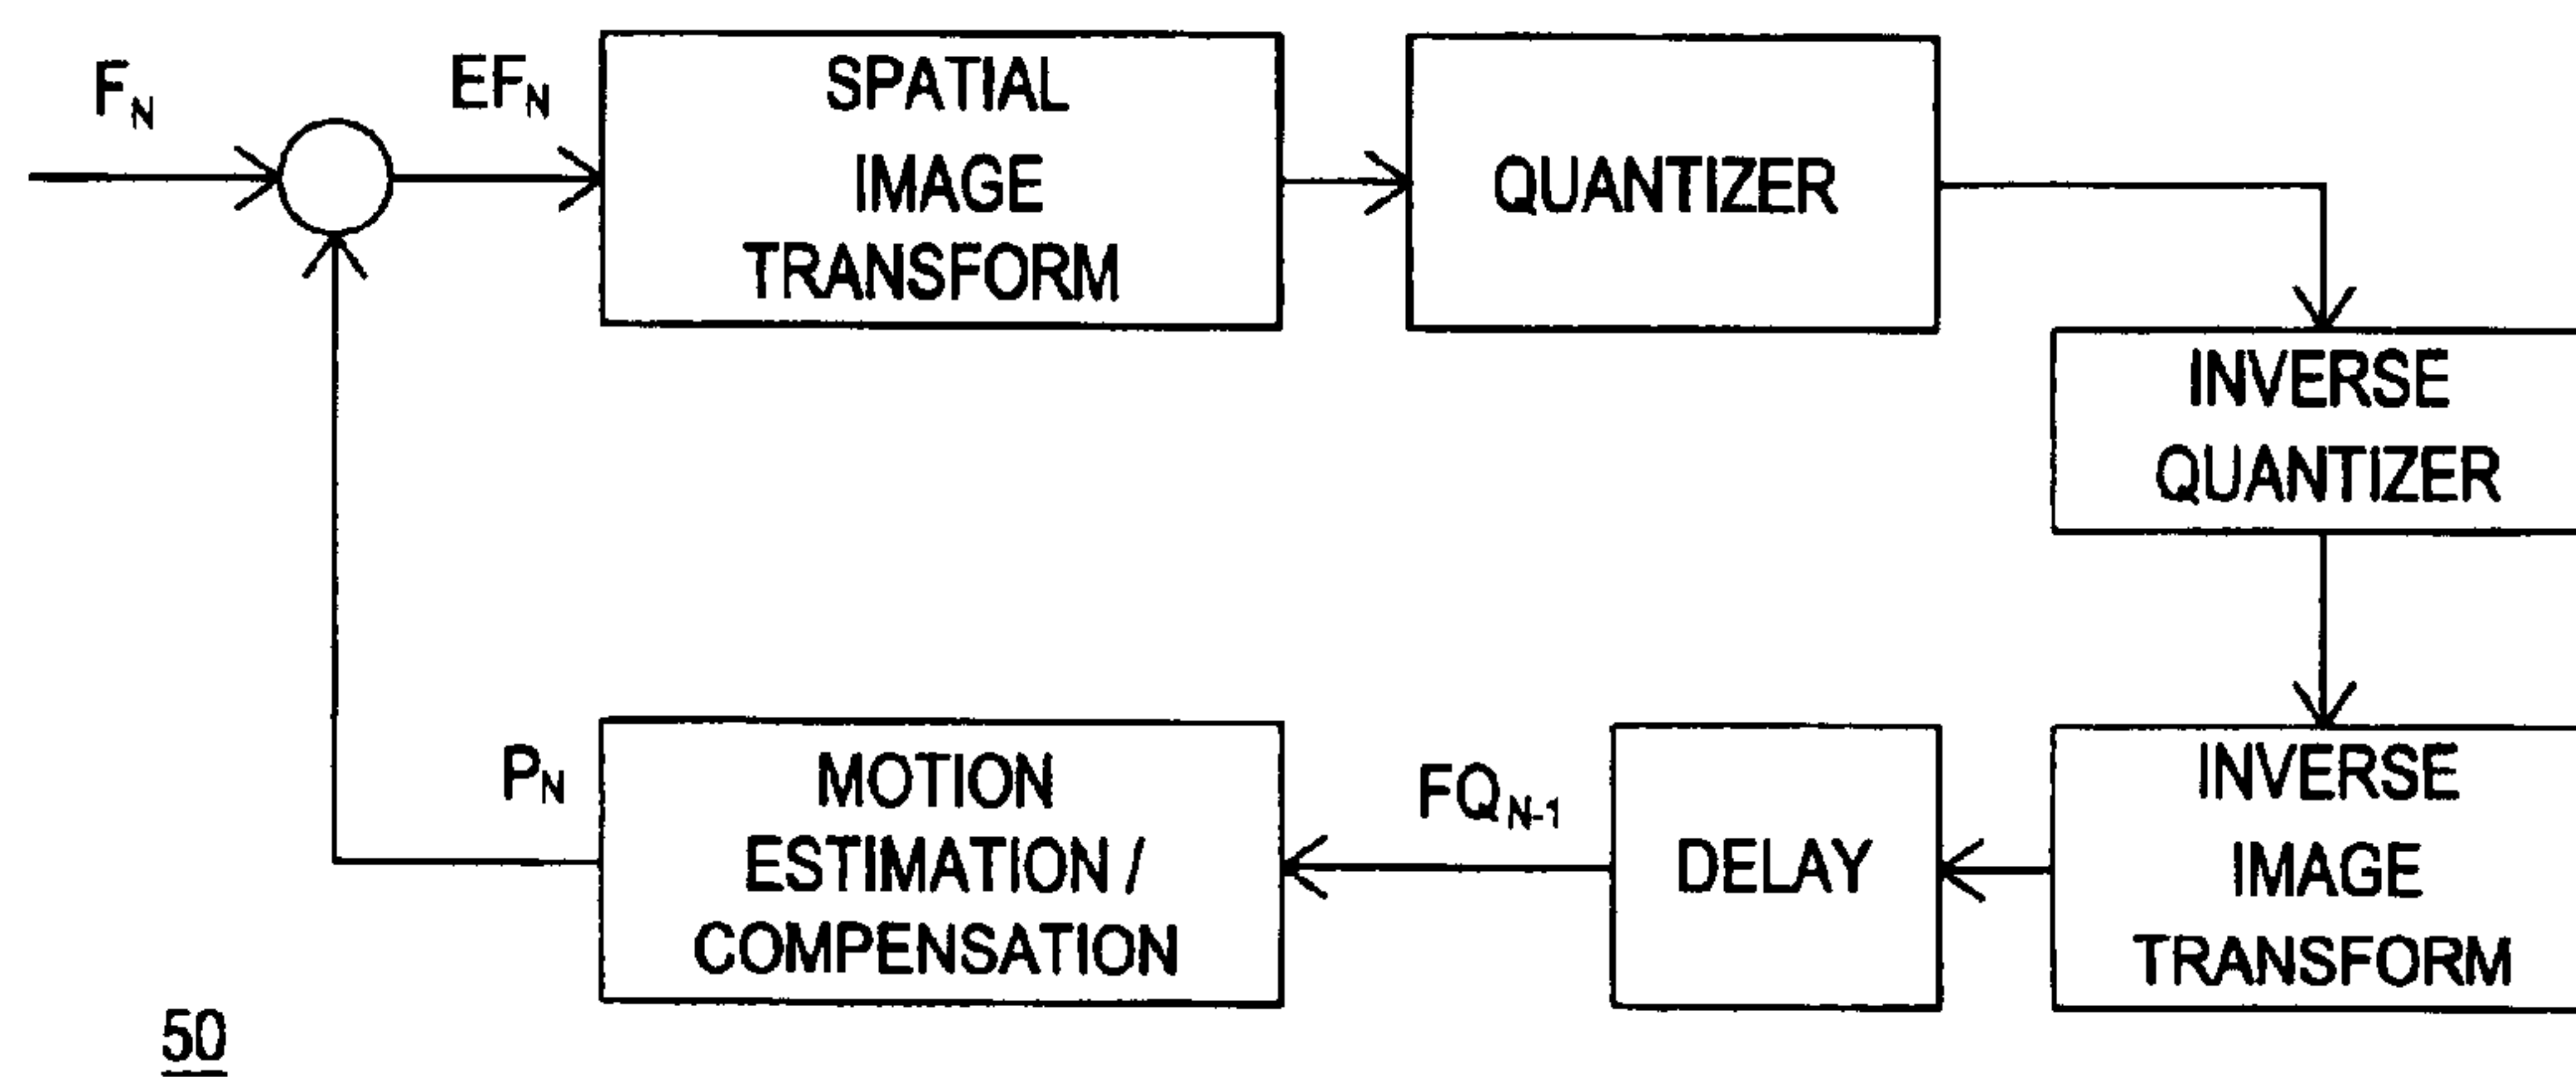 F_N
EF_N
SPATIAL
IMAGE
TRANSFORM
QUANTIZER
INVERSE
QUANTIZER
INVERSE
IMAGE
TRANSFORM
DELAY
FQ_N-1
MOTION
ESTIMATION /
COMPENSATION
P_N
50